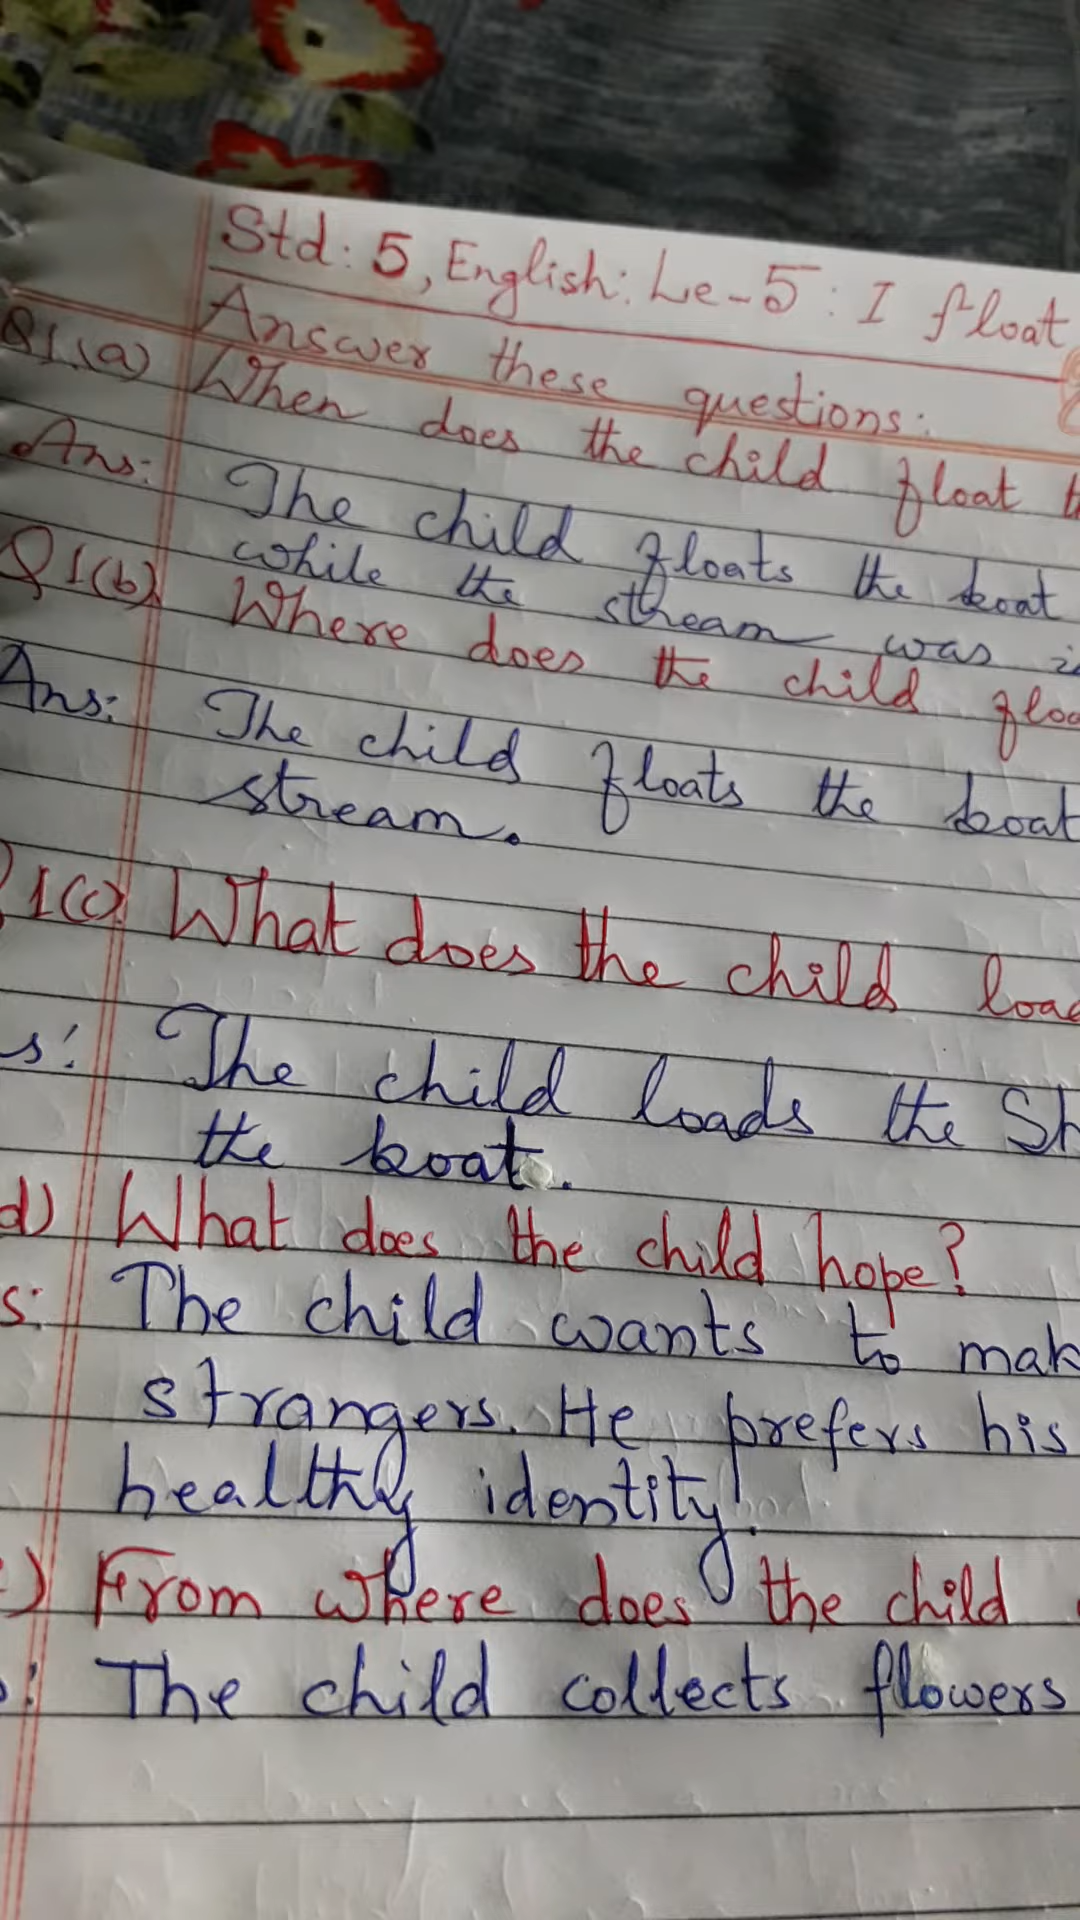 Std: 5, English: Le-5: I float
Answer these questions:
Q1.(a) When does the child float
Ans: The child floats the boat
while the sthream was
Q1(b) Where does the child
Ans: The child floats the boat
stream.
1(c) What does the child
The child loads the
the boat.
d) What does the child hope?
s: The child wants to
strangers. He prefers his
healthy identity.
) From where does the child
: The child collects flowers